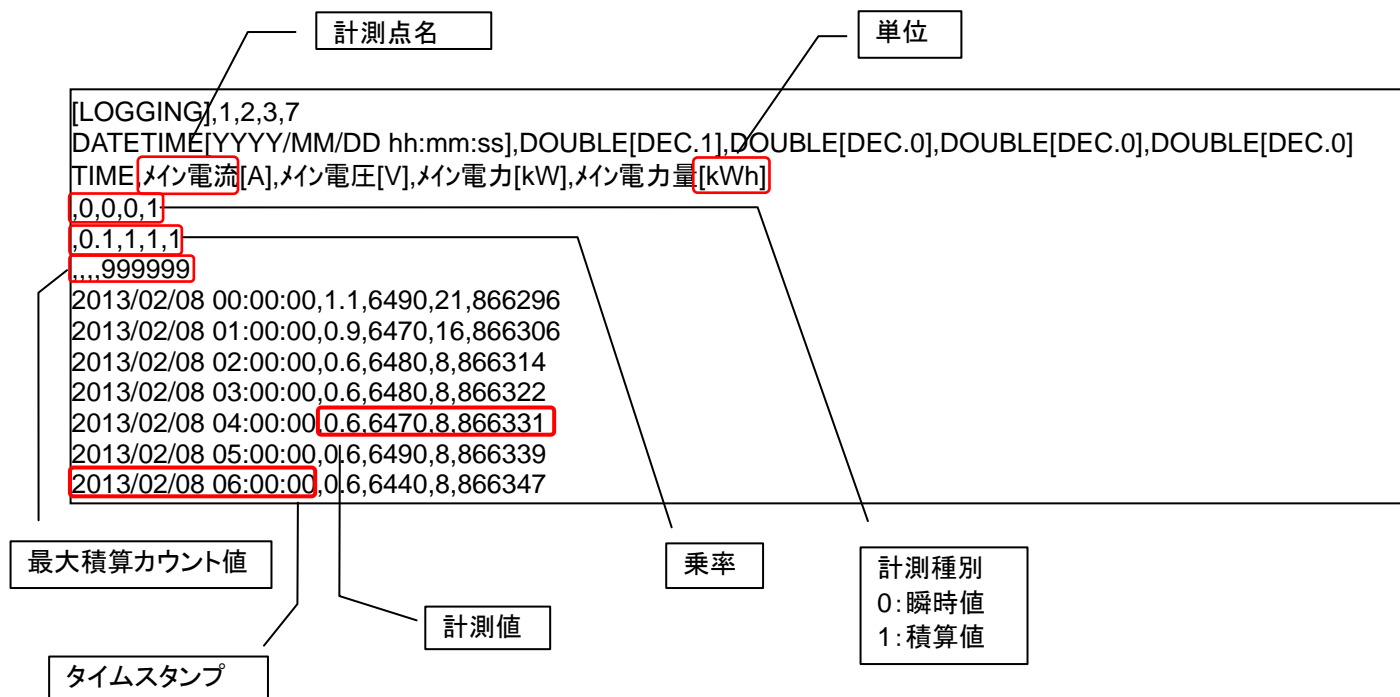 計測点名
単位
[LOGGING],1,2,3,7
DATETIME[YYYY/MM/DD hh:mm:ss],DOUBLE[DEC.1],DOUBLE[DEC.0],DOUBLE[DEC.0],DOUBLE[DEC.0]
TIME,メイン電流[A],メイン電圧[V],メイン電力[kW],メイン電力量[kWh]
,0,0,0,1
,0.1,1,1,1
,,,,999999
2013/02/08 00:00:00,1.1,6490,21,866296
2013/02/08 01:00:00,0.9,6470,16,866306
2013/02/08 02:00:00,0.6,6480,8,866314
2013/02/08 03:00:00,0.6,6480,8,866322
2013/02/08 04:00:00,0.6,6470,8,866331
2013/02/08 05:00:00,0.6,6490,8,866339
2013/02/08 06:00:00,0.6,6440,8,866347
最大積算カウント値
乗率
計測種別
0:瞬時値
1:積算値
計測値
タイムスタンプ